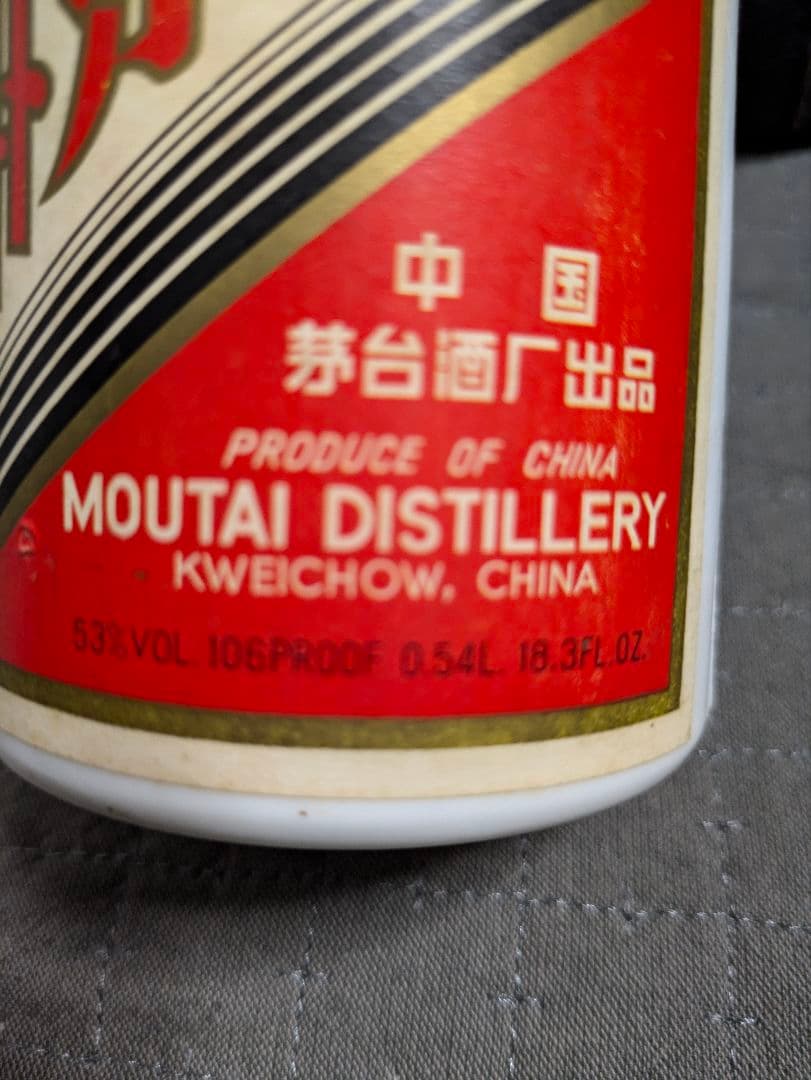 中国
茅台酒厂出品
PRODUCE OF CHINA
MOUTAI DISTILLERY
KWEICHOW, CHINA
53%VOL 106PROOF 0.54L. 18.3FL.OZ.